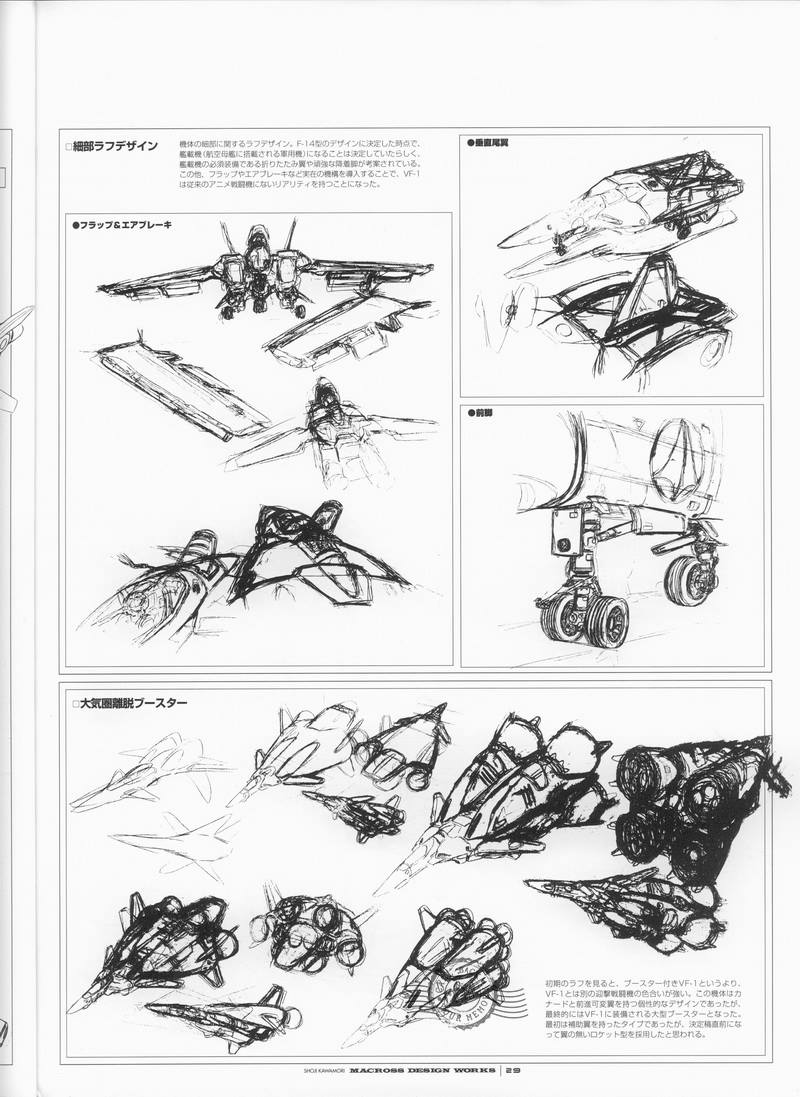 □細部ラフデザイン
機体の細部に関するラフデザイン。F-14型のデザインに決定した時点で、
艦載機(航空母艦に搭載される軍用機)になることは決定していたらしく、
艦載機の必須装備である折りたたみ翼や頑強な降着脚が考案されている。
この他、フラップやエアブレーキなど実在の機構を導入することで、VF-1
は従来のアニメ戦闘機にないリアリティを持つことになった。
●フラップ&エアブレーキ
●垂直尾翼
●前脚
□大気圏離脱ブースター
初期のラフを見ると、ブースター付きVF-1というより、
VF-1とは別の迎撃戦闘機の色合いが強い。この機体はカ
ナードと前進可変翼を持つ個性的なデザインであったが、
最終的にはVF-1に装備される大型ブースターとなった。
最初は補助翼を持ったタイプであったが、決定稿直前にな
って翼の無いロケット型を採用したと思われる。
UR MEMO
SHOJI KAWAMORI MACROSS DESIGN WORKS | 29